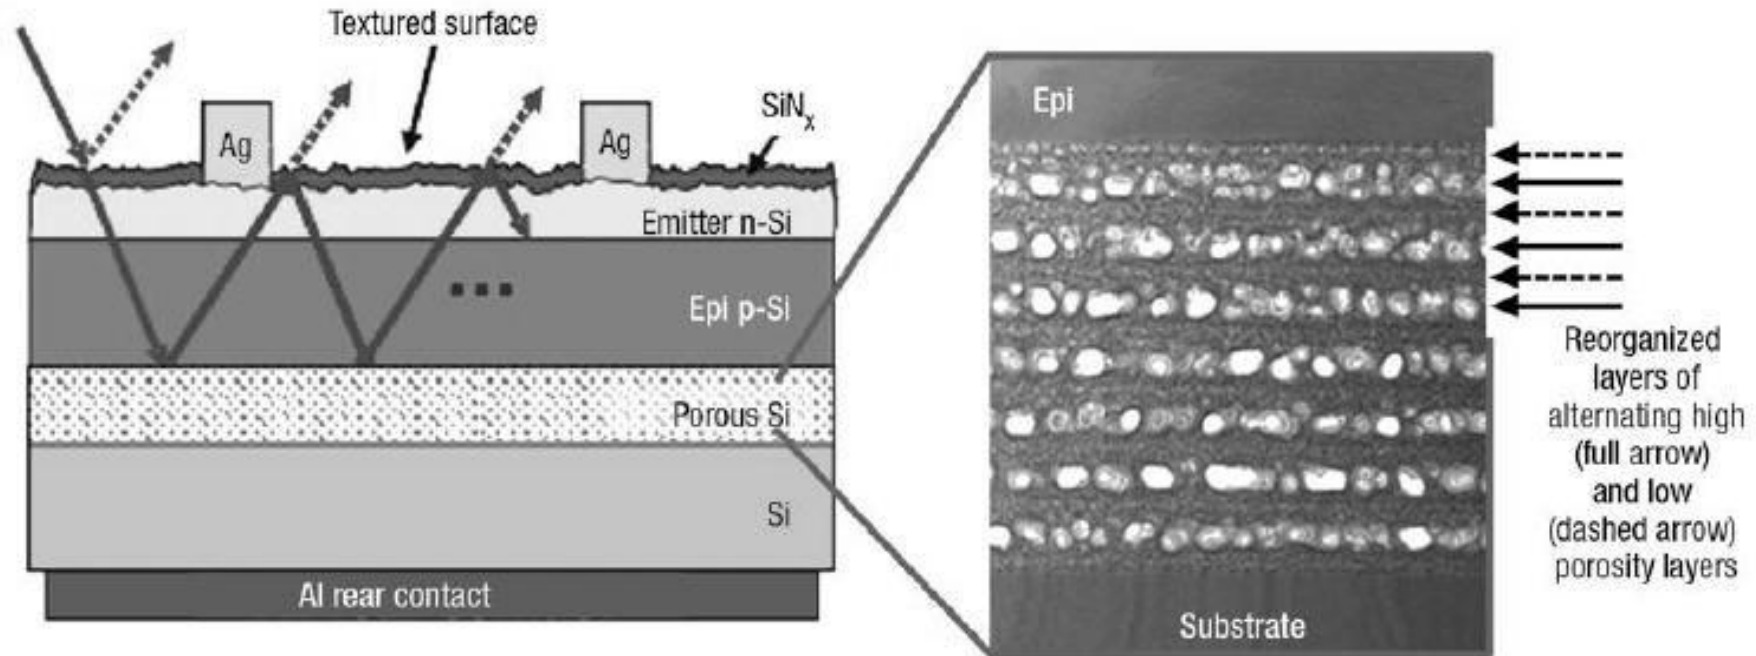 Textured surface
SiNx
Ag
Ag
Emitter n-Si
Epi p-Si
Porous Si
Si
Al rear contact
Epi
Substrate
Reorganized
layers of
alternating high
(full arrow)
and low
(dashed arrow)
porosity layers